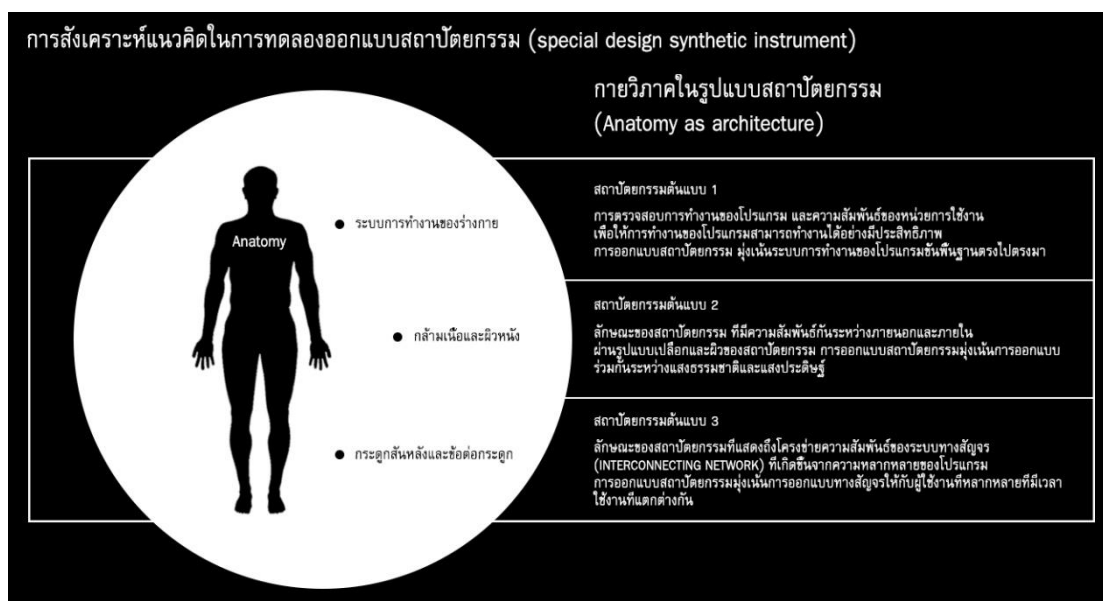 การสังเคราะห์แนวคิดในการทดลองออกแบบสถาปัตยกรรม (special design synthetic instrument)
กายวิภาคในรูปแบบสถาปัตยกรรม
(Anatomy as architecture)
Anatomy
ระบบการทำงานของร่างกาย
กล้ามเนื้อและผิวหนัง
กระดูกสันหลังและข้อต่อกระดูก
สถาปัตยกรรมต้นแบบ 1
การตรวจสอบการทำงานของโปรแกรม และความสัมพันธ์ของหน่วยการใช้งาน
เพื่อให้การทำงานของโปรแกรมสามารถทำงานได้อย่างมีประสิทธิภาพ
การออกแบบสถาปัตยกรรม มุ่งเน้นระบบการทำงานของโปรแกรมขั้นพื้นฐานตรงไปตรงมา
สถาปัตยกรรมต้นแบบ 2
ลักษณะของสถาปัตยกรรม ที่มีความสัมพันธ์กันระหว่างภายนอกและภายใน
ผ่านรูปแบบเปลือกและผิวของสถาปัตยกรรม การออกแบบสถาปัตยกรรมมุ่งเน้นการออกแบบ
ร่วมกันระหว่างแสงธรรมชาติและแสงประดิษฐ์
สถาปัตยกรรมต้นแบบ 3
ลักษณะของสถาปัตยกรรมที่แสดงถึงโครงข่ายความสัมพันธ์ของระบบทางสัญจร
(INTERCONNECTING NETWORK) ที่เกิดขึ้นจากความหลากหลายของโปรแกรม
การออกแบบสถาปัตยกรรมมุ่งเน้นการออกแบบทางสัญจรให้กับผู้ใช้งานที่หลากหลายที่มีเวลา
ใช้งานที่แตกต่างกัน